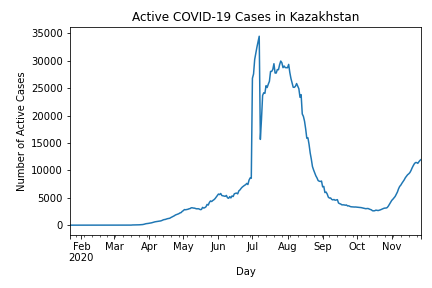 Active COVID-19 Cases in Kazakhstan
Number of Active Cases
35000
30000
25000
20000
15000
10000
5000
0
Feb Mar Apr May Jun Jul Aug Sep Oct Nov
2020
Day